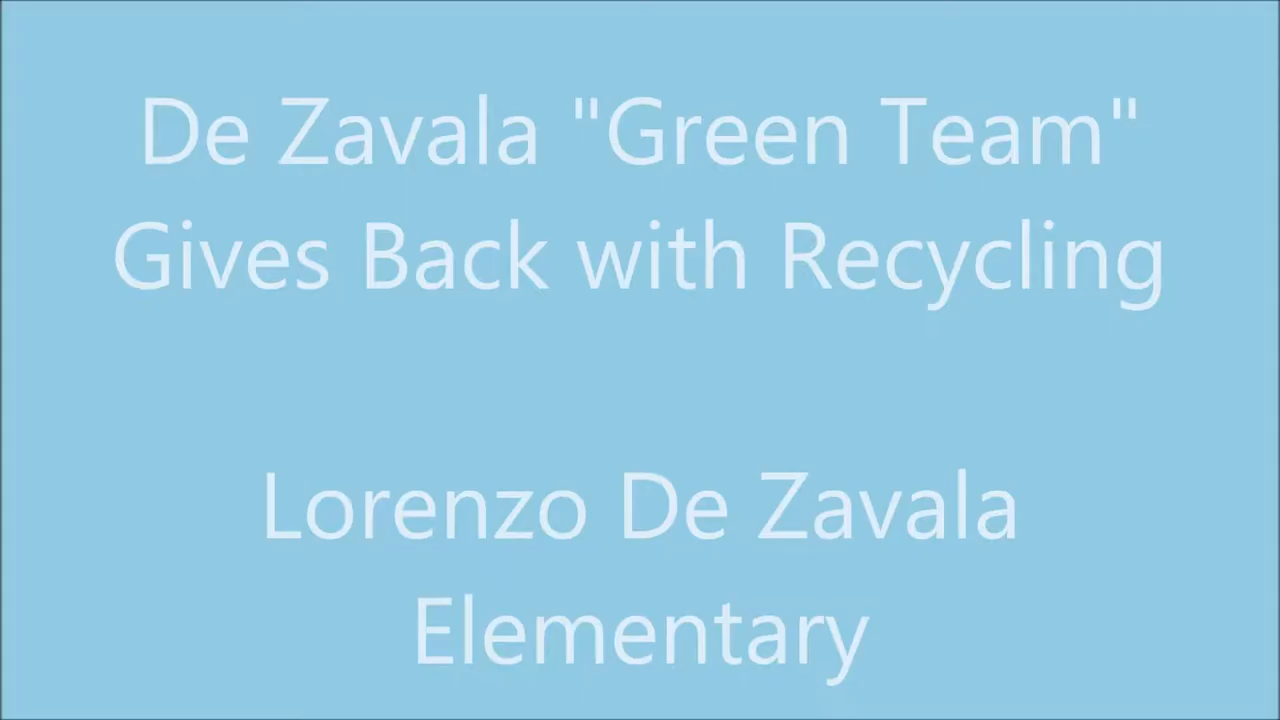 De Zavala "Green Team"
Gives Back with Recycling
Lorenzo De Zavala
Elementary